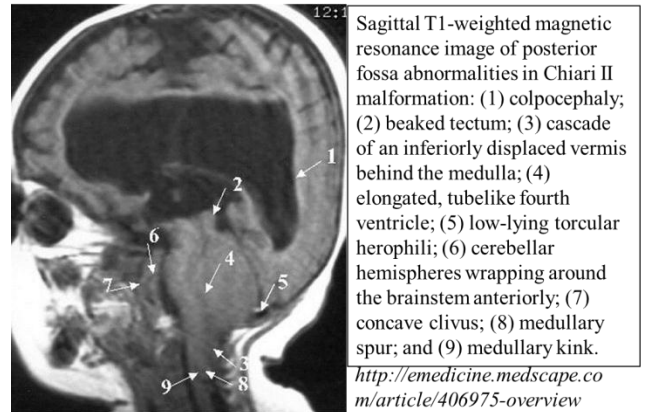 12:1
Sagittal T1-weighted magnetic
resonance image of posterior
fossa abnormalities in Chiari II
malformation: (1) colpocephaly;
(2) beaked tectum; (3) cascade
of an inferiorly displaced vermis
behind the medulla; (4)
elongated, tubelike fourth
ventricle; (5) low-lying torcular
herophili; (6) cerebellar
hemispheres wrapping around
the brainstem anteriorly; (7)
concave clivus; (8) medullary
spur; and (9) medullary kink.
http://emedicine.medscape.co
m/article/406975-overview
1
2
6
4
7
5
3
9
8